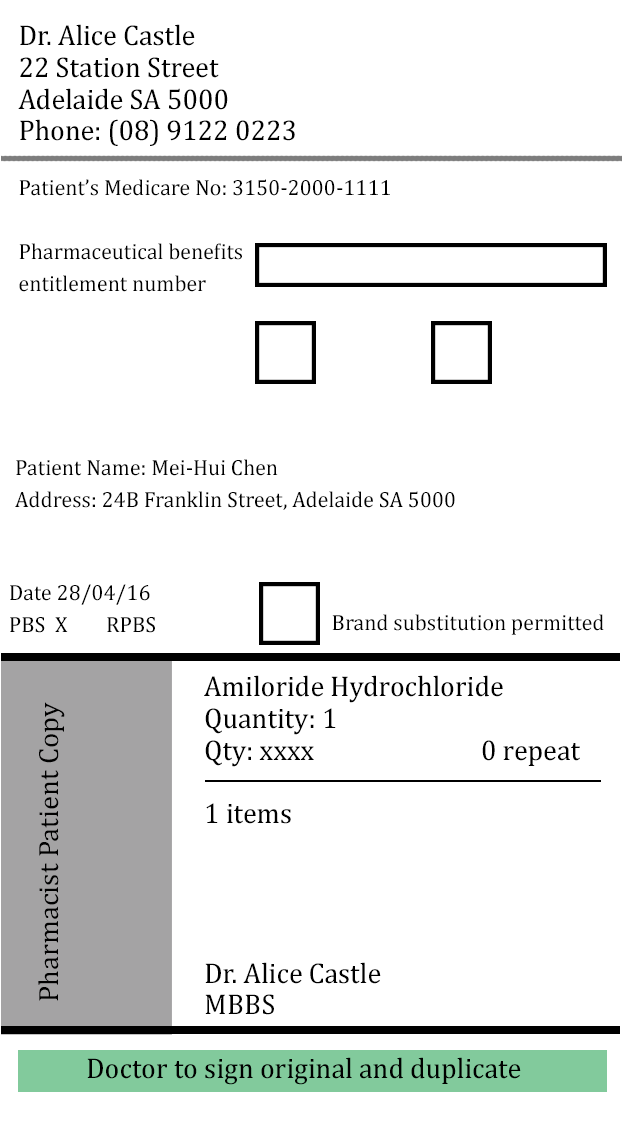 Dr. Alice Castle
22 Station Street
Adelaide SA 5000
Phone: (08) 9122 0223
Patient’s Medicare No: 3150-2000-1111
Pharmaceutical benefits
entitlement number
Patient Name: Mei-Hui Chen
Address: 24B Franklin Street, Adelaide SA 5000
Date 28/04/16
PBS X RPBS
Brand substitution permitted
Pharmacist Patient Copy
Amiloride Hydrochloride
Quantity: 1
Qty: xxxx 0 repeat
1 items
Dr. Alice Castle
MBBS
Doctor to sign original and duplicate